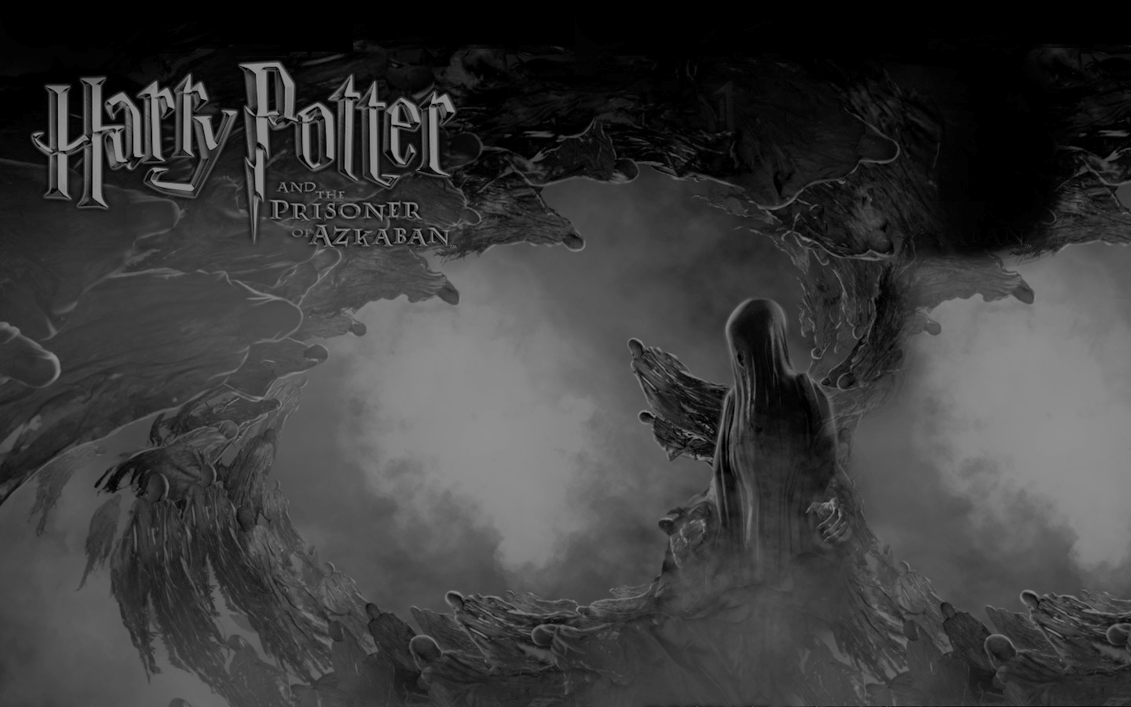 Harry Potter
AND THE
PRISONER
OF AZKABAN